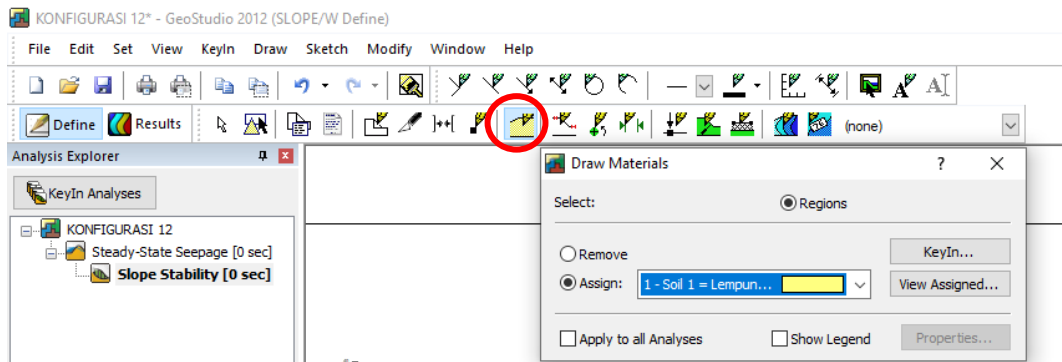 KONFIGURASI 12* - GeoStudio 2012 (SLOPE/W Define)
File Edit Set View KeyIn Draw Sketch Modify Window Help
Define Results (none)
Analysis Explorer
KeyIn Analyses
KONFIGURASI 12
Steady-State Seepage [0 sec]
Slope Stability [0 sec]
Draw Materials ?
Select: Regions
Remove KeyIn...
Assign: 1 - Soil 1 = Lempun... View Assigned...
Apply to all Analyses Show Legend Properties...